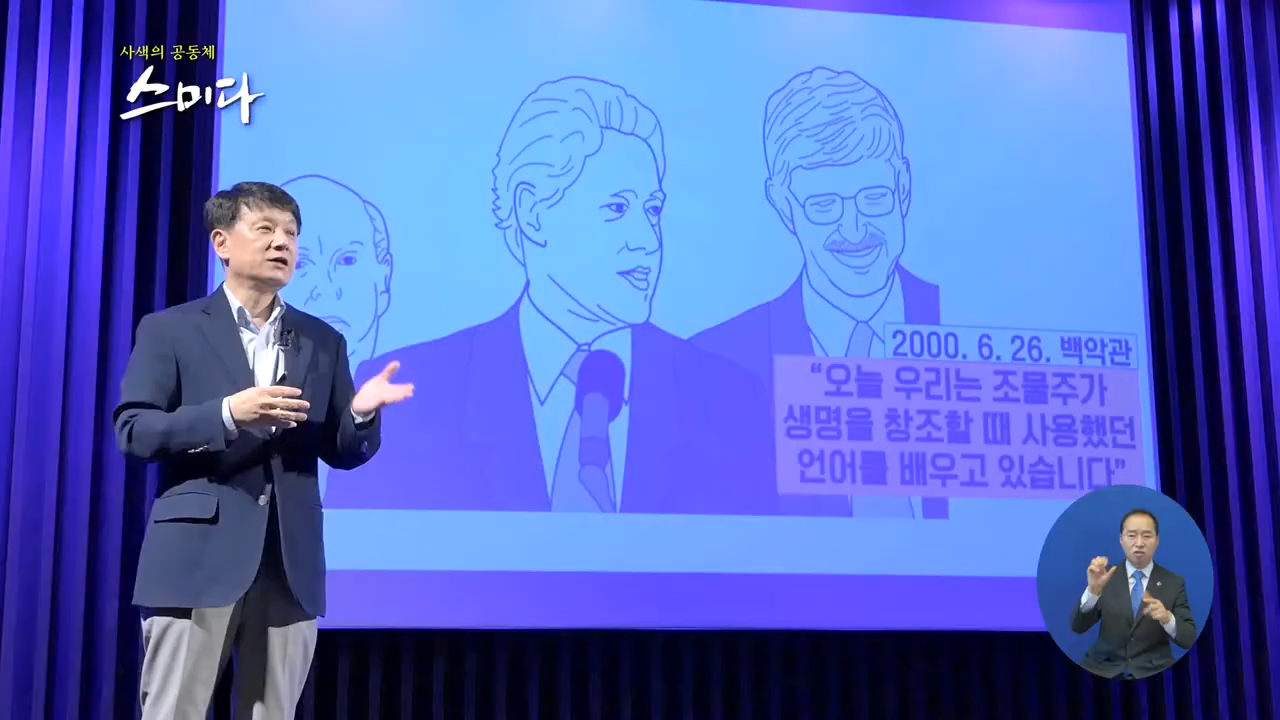 사색의 공동체
스미다
2000. 6. 26. 백악관
“오늘 우리는 조물주가
생명을 창조할 때 사용했던
언어를 배우고 있습니다”